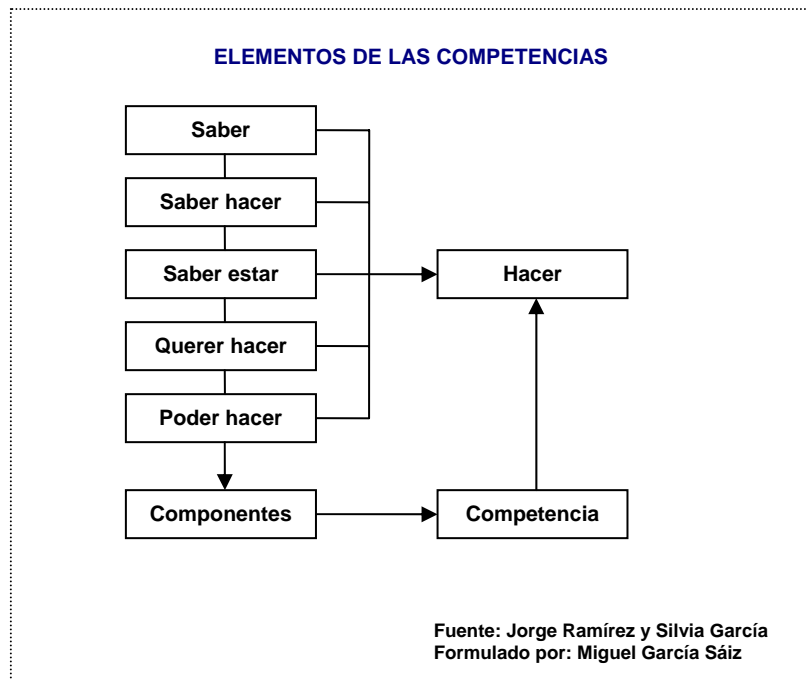 ELEMENTOS DE LAS COMPETENCIAS
Saber
Saber hacer
Saber estar
Hacer
Querer hacer
Poder hacer
Componentes
Competencia
Fuente: Jorge Ramírez y Silvia García
Formulado por: Miguel García Sáiz